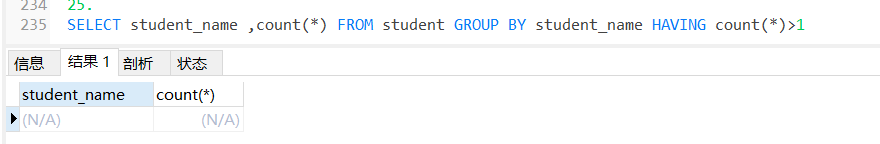 234 25.
235 SELECT student_name ,count(*) FROM student GROUP BY student_name HAVING count(*)>1
信息 结果 1 剖析 状态
student_name count(*)
(N/A) (N/A)